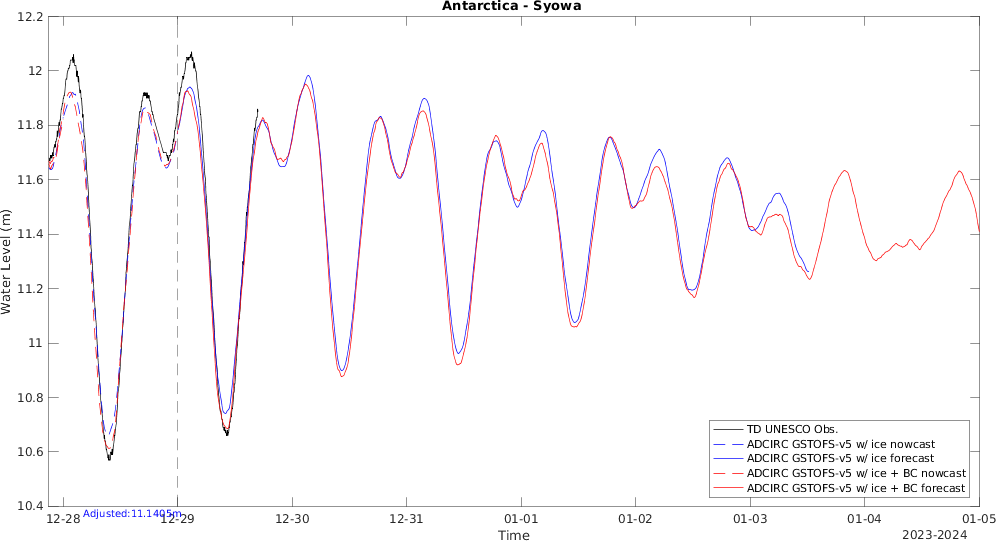 Antarctica - Syowa
12.2
12
11.8
11.6
11.4
11.2
11
10.8
10.6
10.4
Water Level (m)
TD UNESCO Obs.
ADCIRC GSTOFS-v5 w/ ice nowcast
ADCIRC GSTOFS-v5 w/ ice forecast
ADCIRC GSTOFS-v5 w/ ice + BC nowcast
ADCIRC GSTOFS-v5 w/ ice + BC forecast
Adjusted:11.1405m
12-28 12-29 12-30 12-31 01-01 01-02 01-03 01-04 01-05
Time
2023-2024